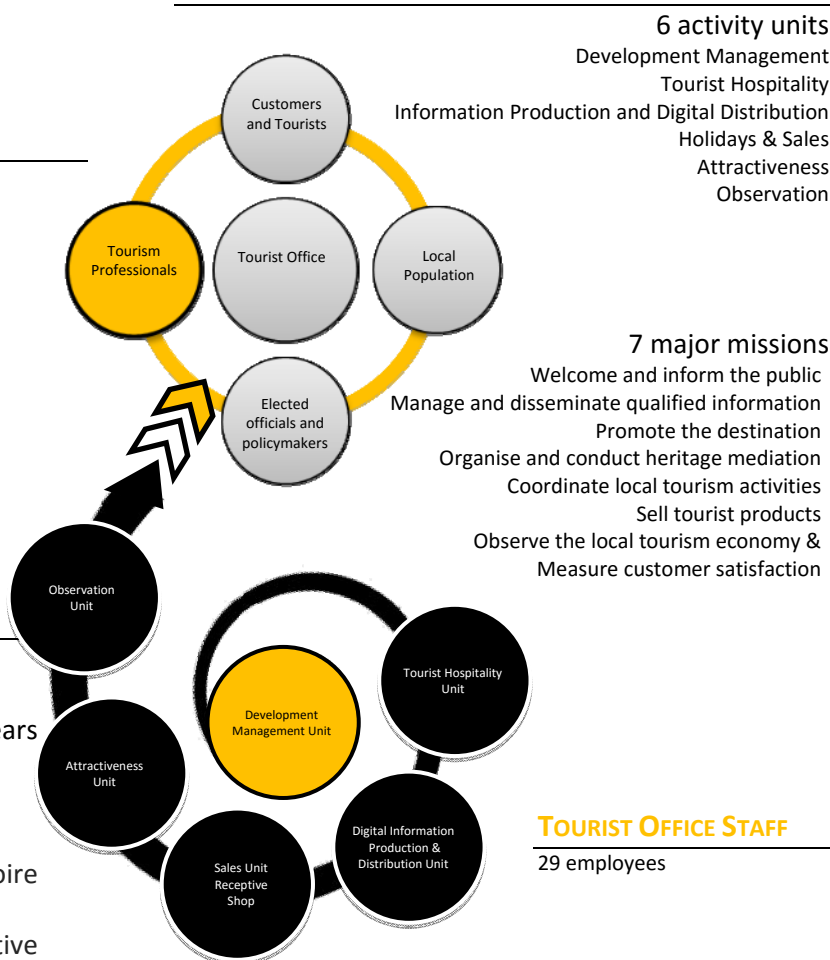 6 activity units
Development Management
Tourist Hospitality
Information Production and Digital Distribution
Holidays & Sales
Attractiveness
Observation
Customers
and Tourists
Tourism
Professionals
Tourist Office
Local
Population
Elected
officials and
policymakers
7 major missions
Welcome and inform the public
Manage and disseminate qualified information
Promote the destination
Organise and conduct heritage mediation
Coordinate local tourism activities
Sell tourist products
Observe the local tourism economy &
Measure customer satisfaction
Observation
Unit
Tourist Hospitality
Unit
Development
Management Unit
Attractiveness
Unit
Digital Information
Production &
Distribution Unit
Sales Unit
Receptive
Shop
TOURIST OFFICE STAFF
29 employees